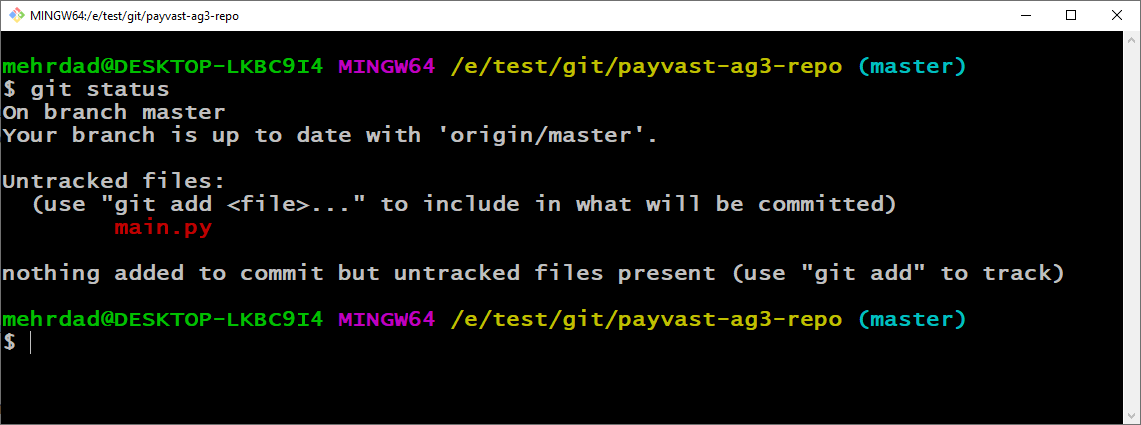 MINGW64:/e/test/git/payvast-ag3-repo
mehrdad@DESKTOP-LKBC9I4 MINGW64 /e/test/git/payvast-ag3-repo (master)
$ git status
On branch master
Your branch is up to date with 'origin/master'.
Untracked files:
(use "git add <file>..." to include in what will be committed)
main.py
nothing added to commit but untracked files present (use "git add" to track)
mehrdad@DESKTOP-LKBC9I4 MINGW64 /e/test/git/payvast-ag3-repo (master)
$